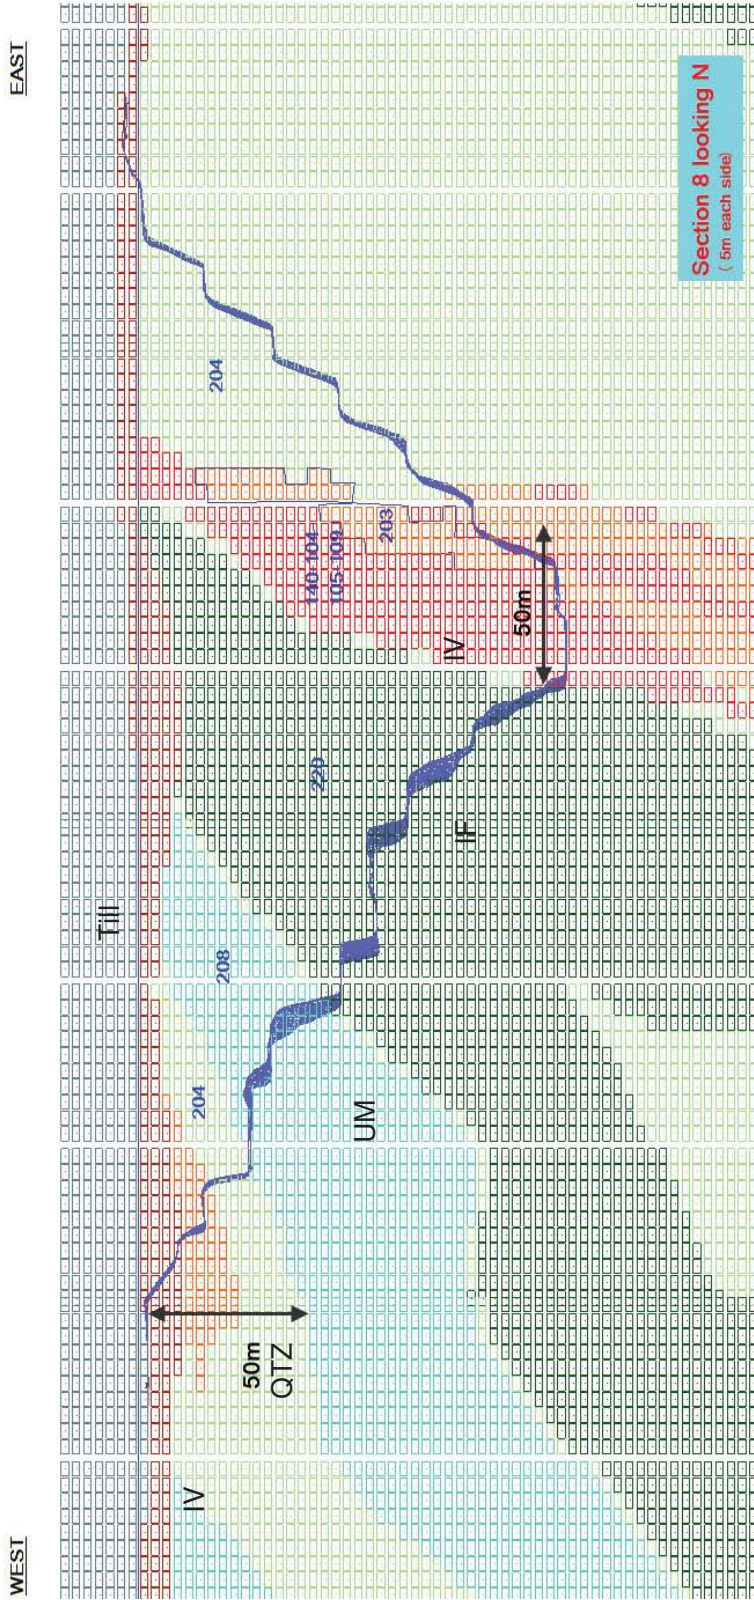 WEST
EAST
Till
IV
204
208
204
50m
QTZ
220
140-104
105-109
UM
203
IV
IF
50m
Section 8 looking N
( 5m each side)